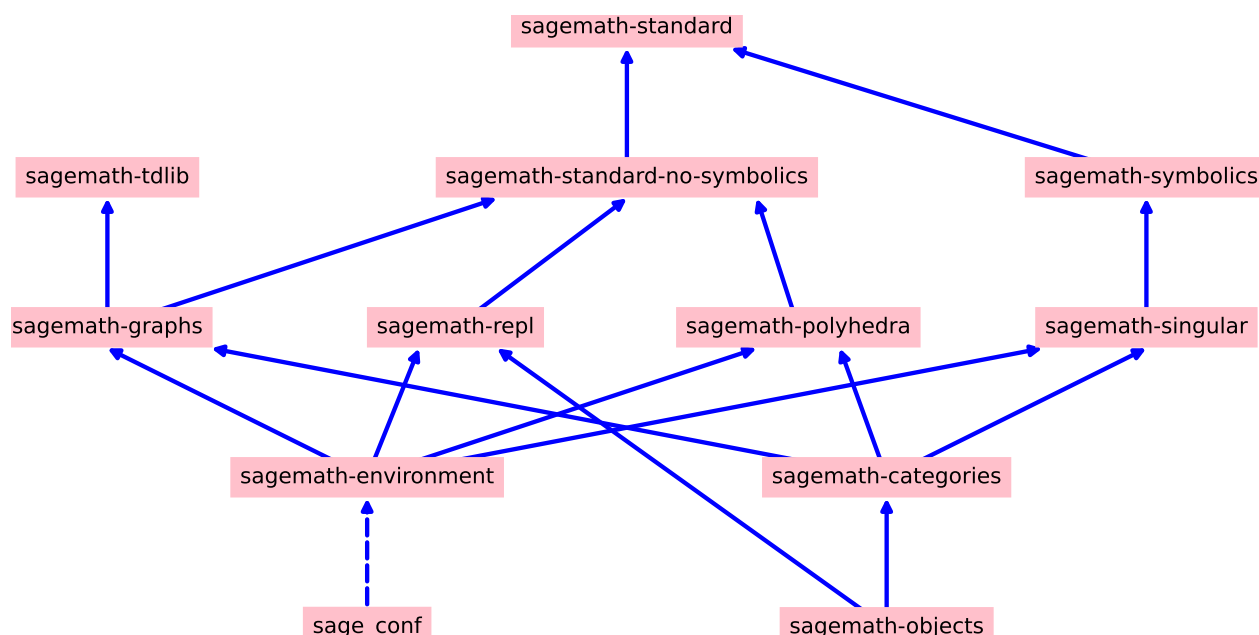 sagemath-standard
sagemath-tdlib
sagemath-standard-no-symbolics
sagemath-symbolics
sagemath-graphs
sagemath-repl
sagemath-polyhedra
sagemath-singular
sagemath-environment
sagemath-categories
sage_conf
sagemath-objects